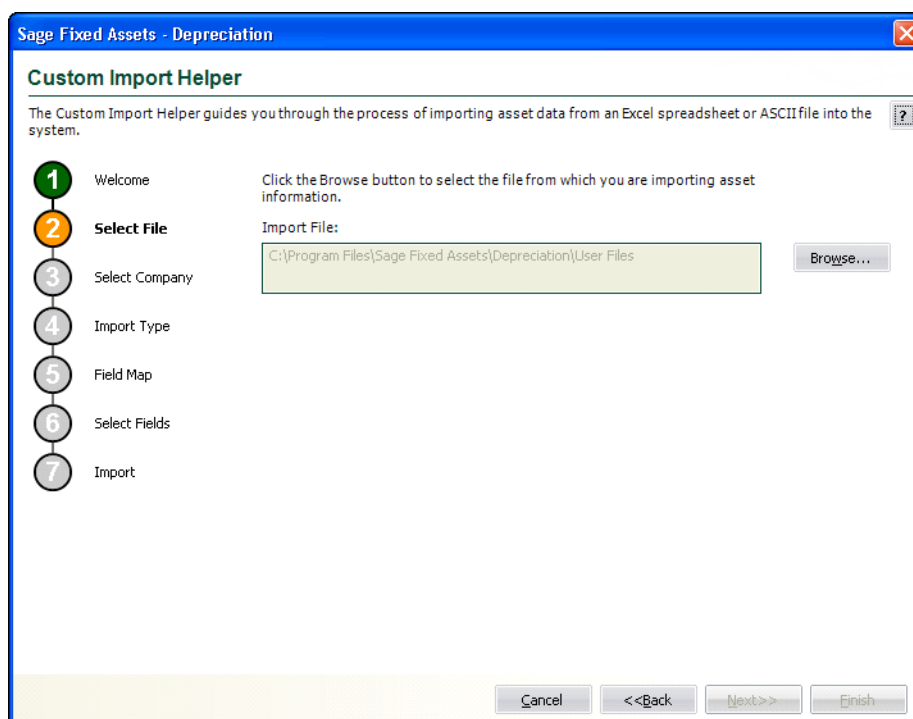 Sage Fixed Assets - Depreciation
Custom Import Helper
The Custom Import Helper guides you through the process of importing asset data from an Excel spreadsheet or ASCII file into the
system.
?
1 Welcome
Click the Browse button to select the file from which you are importing asset
information.
2 Select File
Import File:
C:\Program Files\Sage Fixed Assets\Depreciation\User Files
Browse...
3 Select Company
4 Import Type
5 Field Map
6 Select Fields
7 Import
Cancel
<<Back
Next>>
Finish